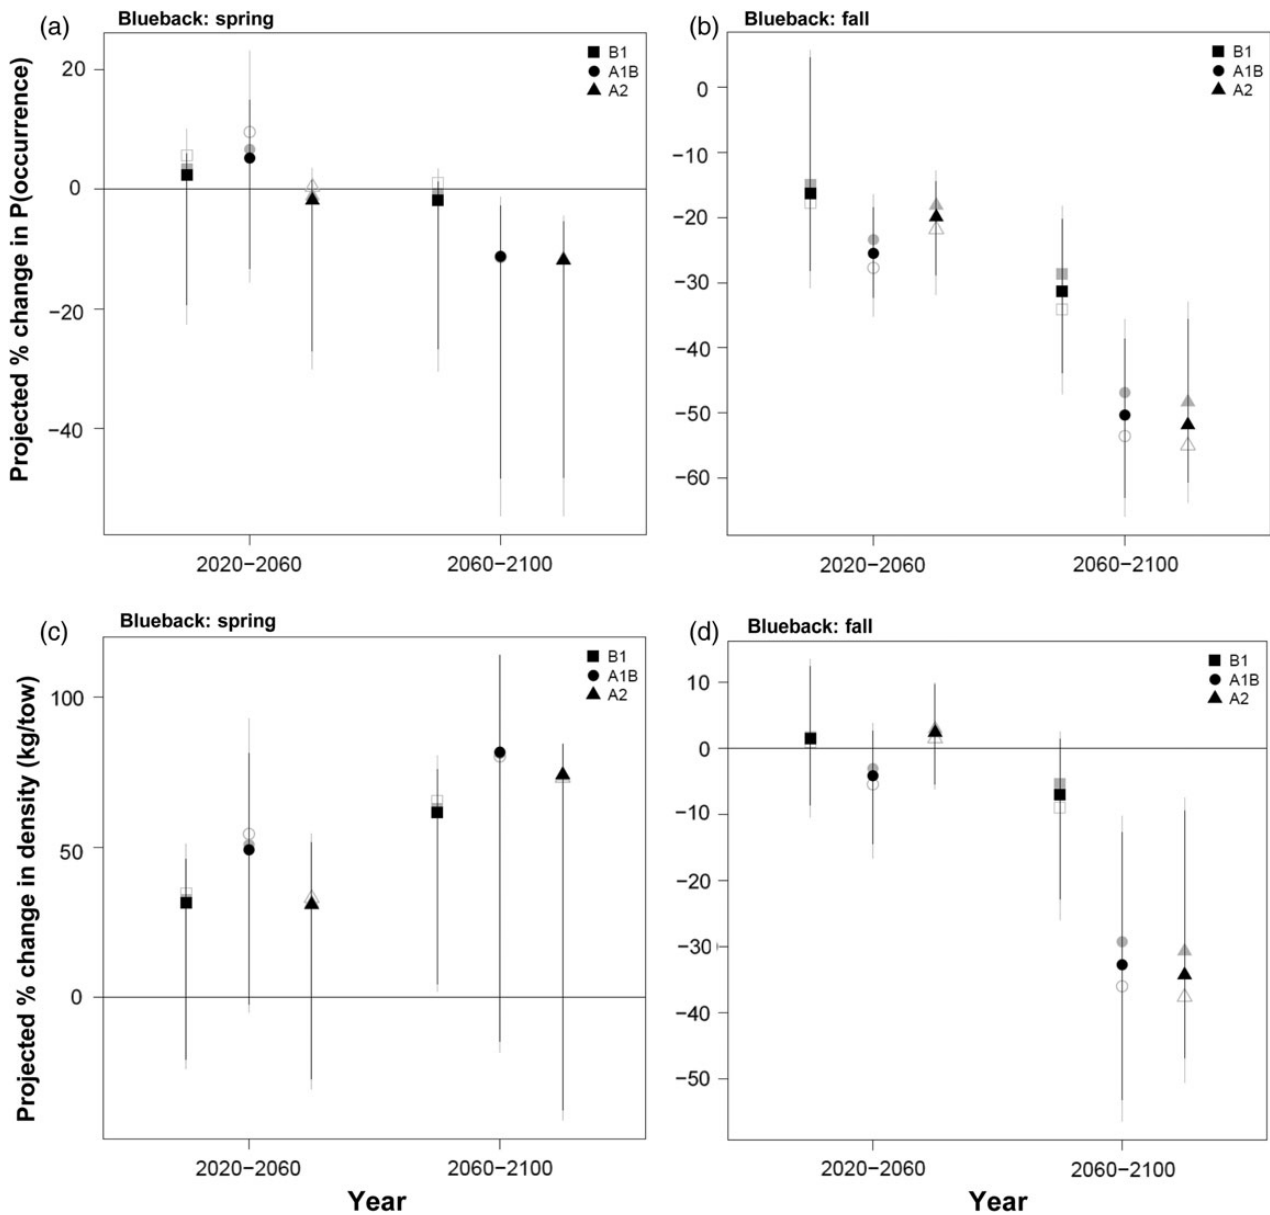 (a)
Blueback: spring
Projected % change in P(occurrence)
20
0
−20
−40
B1
A1B
A2
2020−2060
2060−2100
(b)
Blueback: fall
0
−10
−20
−30
−40
−50
−60
B1
A1B
A2
2020−2060
2060−2100
(c)
Blueback: spring
Projected % change in density (kg/tow)
100
50
0
B1
A1B
A2
2020−2060
2060−2100
Year
(d)
Blueback: fall
10
0
−10
−20
−30
−40
−50
B1
A1B
A2
2020−2060
2060−2100
Year